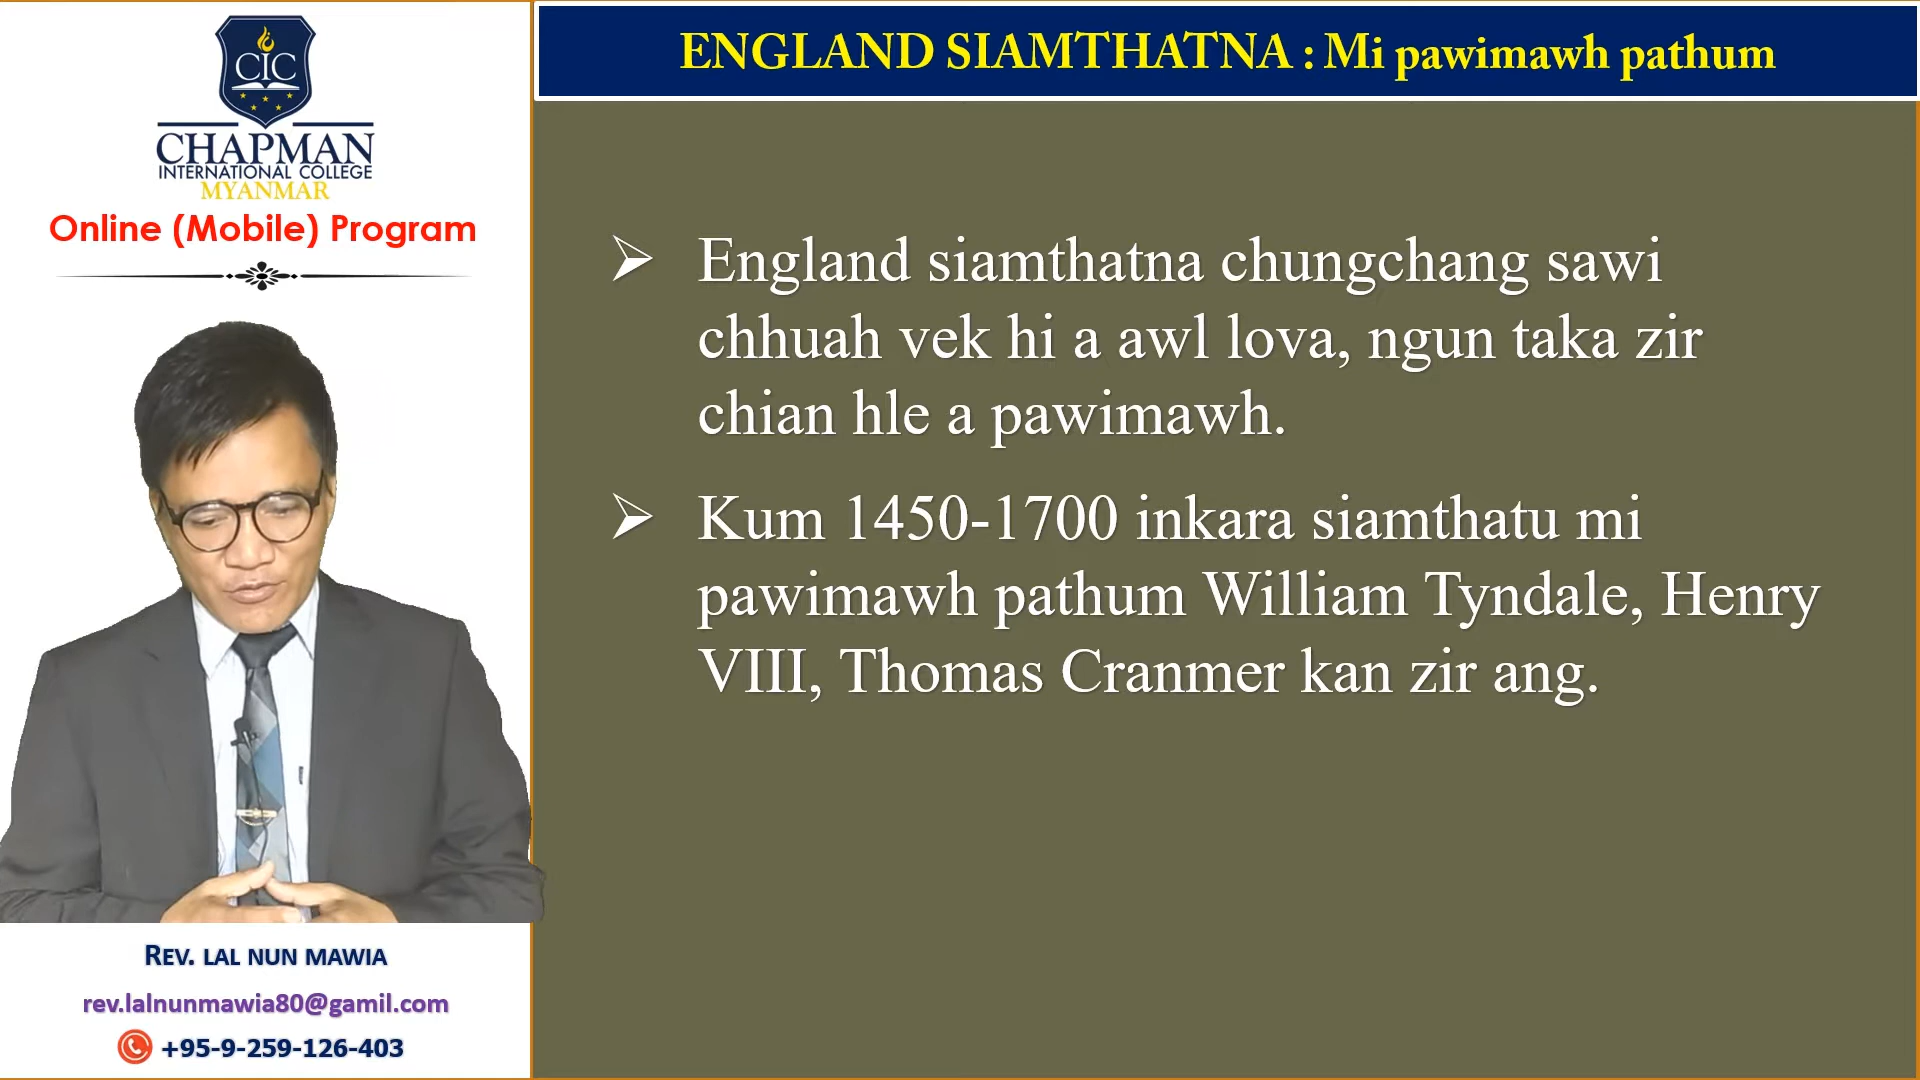 CIC
CHAPMAN
INTERNATIONAL COLLEGE
MYANMAR
Online (Mobile) Program
REV. LAL NUN MAWIA
rev.lalnunmawia80@gamil.com
+95-9-259-126-403
ENGLAND SIAMTHATNA : Mi pawimawh pathum
➢ England siamthatna chungchang sawi
chhuah vek hi a awl lova, ngun taka zir
chian hle a pawimawh.
➢ Kum 1450-1700 inkara siamthatu mi
pawimawh pathum William Tyndale, Henry
VIII, Thomas Cranmer kan zir ang.